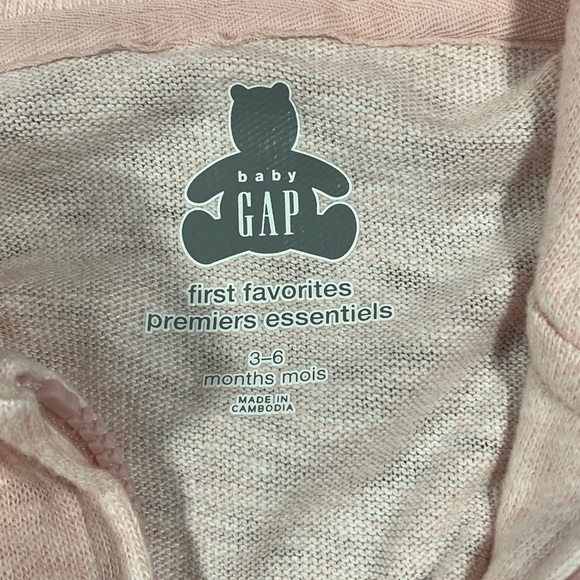 baby
GAP
first favorites
premiers essentiels
3–6
months mois
MADE IN
CAMBODIA